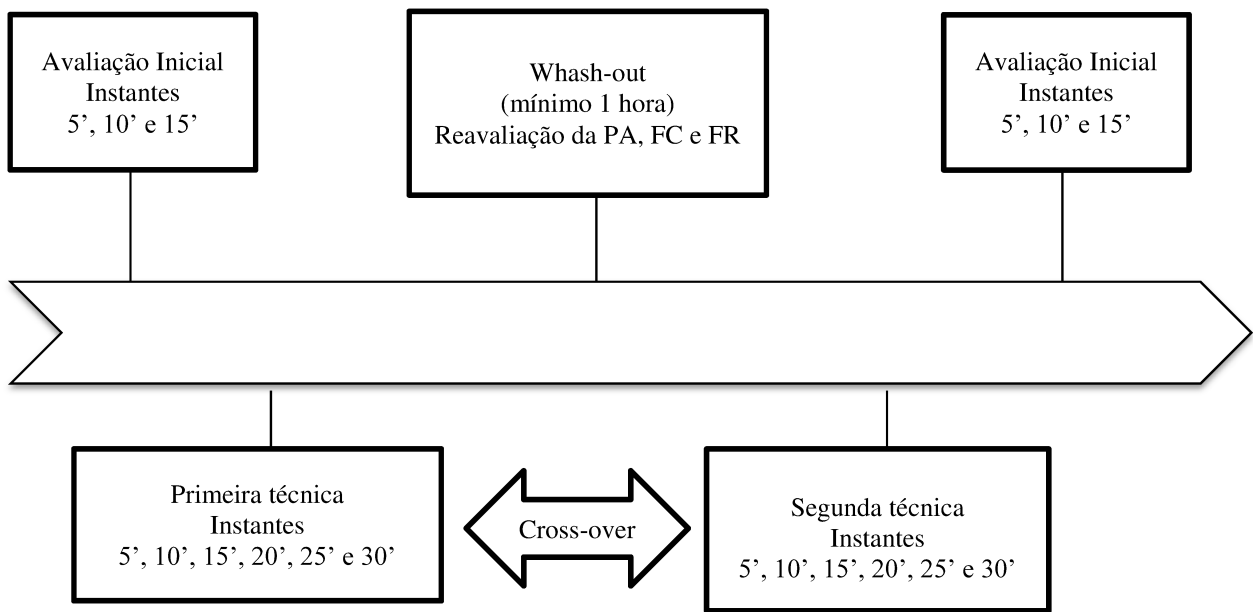 Avaliação Inicial
Instantes
5’, 10’ e 15’
Whash-out
(mínimo 1 hora)
Reavaliação da PA, FC e FR
Avaliação Inicial
Instantes
5’, 10’ e 15’
Primeira técnica
Instantes
5’, 10’, 15’, 20’, 25’ e 30’
Cross-over
Segunda técnica
Instantes
5’, 10’, 15’, 20’, 25’ e 30’